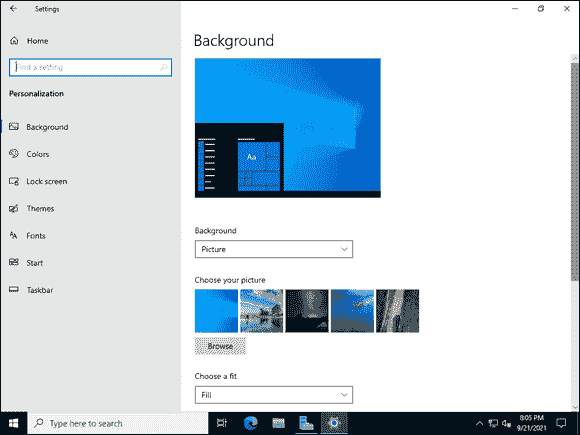 Settings
Home
Find a setting
Personalization
Background
Colors
Lock screen
Themes
Fonts
Start
Taskbar
Background
Aa
Background
Picture
Choose your picture
Browse
Choose a fit
Fill
Type here to search
8:05 PM
9/21/2021